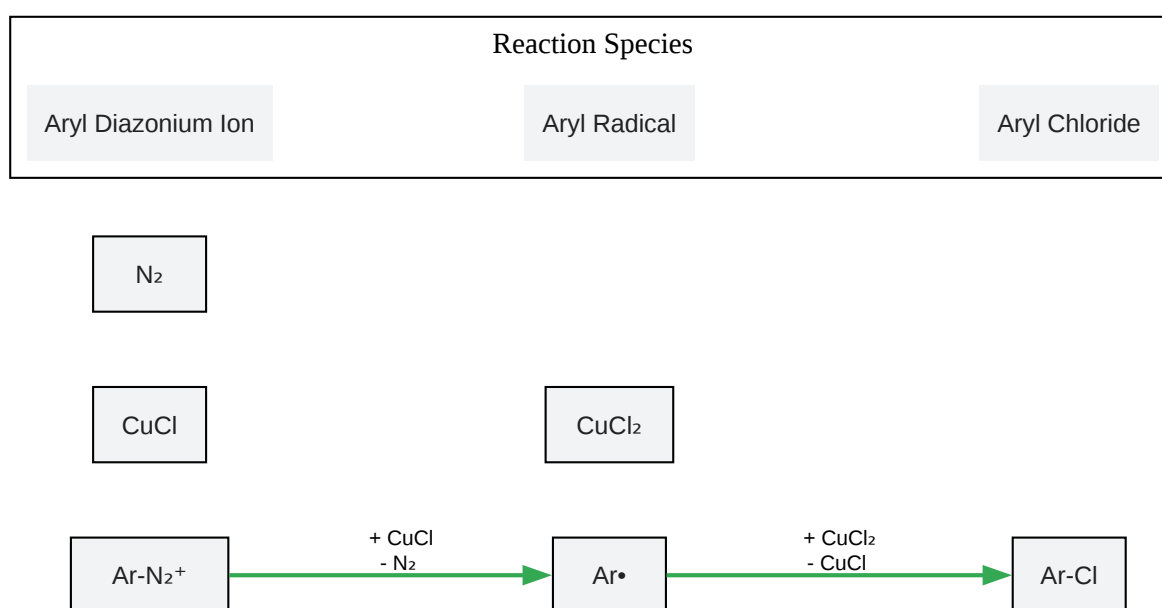 Reaction Species
Aryl Diazonium Ion
Aryl Radical
Aryl Chloride
N₂
CuCl
CuCl₂
+ CuCl
- N₂
+ CuCl₂
- CuCl
Ar-N₂⁺
Ar•
Ar-Cl